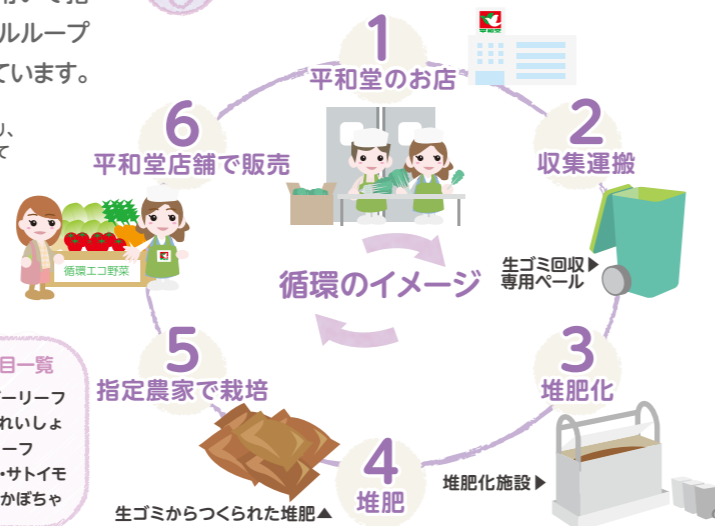 ルループ
ています。
り、
て
1
平和堂のお店
2
収集運搬
生ゴミ回収▶
専用ペール
3
堆肥化
堆肥化施設▶
4
堆肥
生ゴミからつくられた堆肥▲
5
指定農家で栽培
6
平和堂店舗で販売
循環エコ野菜
循環のイメージ
目一覧
ーリーフ
れいしょ
ーフ
・サトイモ
かぼちゃ